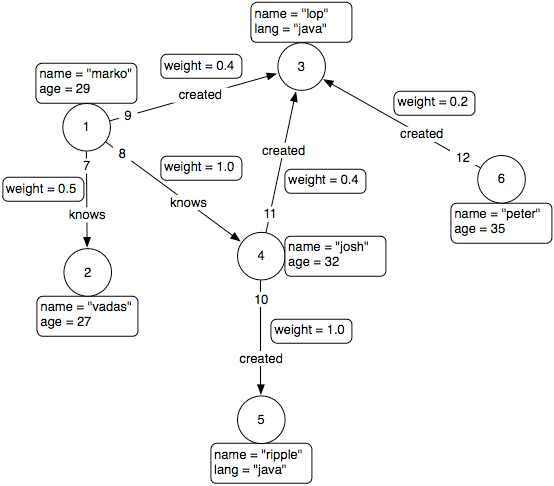 name = "lop"
lang = "java"
3
weight = 0.4
name = "marko"
age = 29
created
9
1
weight = 0.2
created
12
7
8
weight = 1.0
created
weight = 0.4
6
weight = 0.5
knows
knows
11
name = "peter"
age = 35
4
name = "josh"
age = 32
2
10
name = "vadas"
age = 27
weight = 1.0
created
5
name = "ripple"
lang = "java"